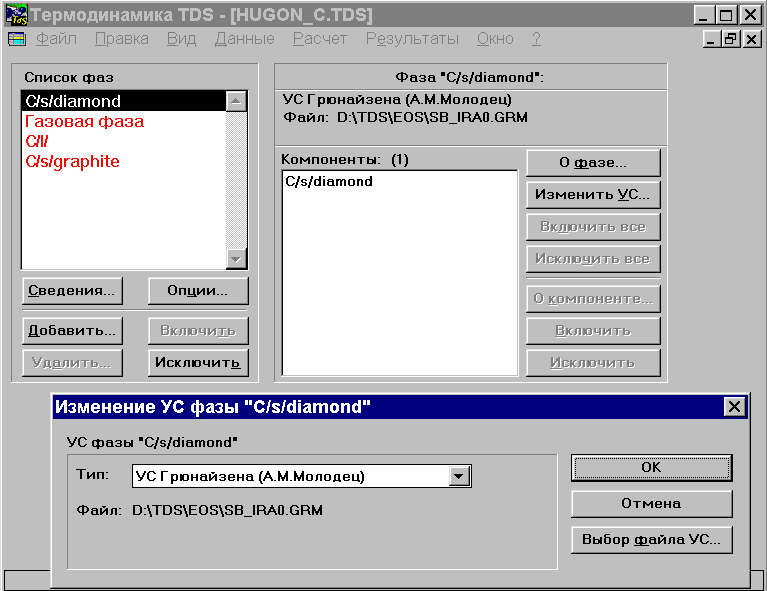 Термодинамика TDS - [HUGON_C.TDS]
Файл Правка Вид Данные Расчет Результаты Окно ?
Список фаз
C/s/diamond
Газовая фаза
C/l/
C/s/graphite
Сведения... Опции...
Добавить... Включить
Удалить... Исключить
Фаза "C/s/diamond":
УС Грюнайзена (А.М.Молодец)
Файл: D:\TDS\EOS\SB_IRA0.GRM
Компоненты: (1)
C/s/diamond
О фазе...
Изменить УС...
Включить все
Исключить все
О компоненте...
Включить
Исключить
Изменение УС фазы "C/s/diamond"
УС фазы "C/s/diamond"
Тип: УС Грюнайзена (А.М.Молодец)
Файл: D:\TDS\EOS\SB_IRA0.GRM
OK
Отмена
Выбор файла УС...